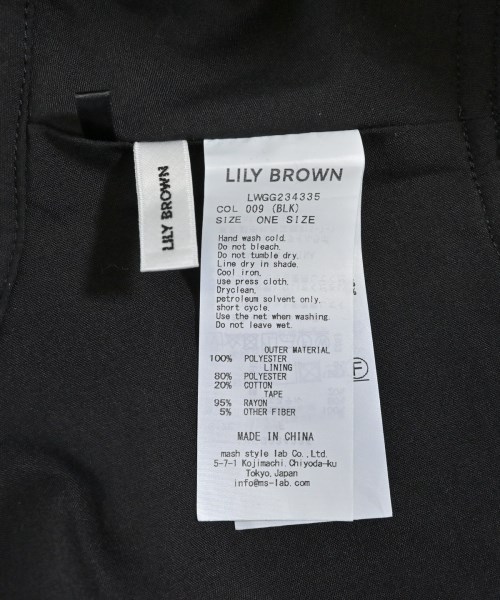 LILY BROWN
LILY BROWN
LWGG234335
COL 009 (BLK)
SIZE ONE SIZE
Hand wash cold.
Do not bleach.
Do not tumble dry.
Line dry in shade.
Cool iron,
use press cloth.
Dryclean,
petroleum solvent only,
short cycle.
Use the net when washing.
Do not leave wet.
OUTER MATERIAL
100% POLYESTER
LINING
80% POLYESTER
20% COTTON
TAPE
95% RAYON
5% OTHER FIBER
MADE IN CHINA
mash style lab Co.,Ltd.
5-7-1 Kojimachi,Chiyoda-ku
Tokyo,Japan
info@ms-lab.com
F